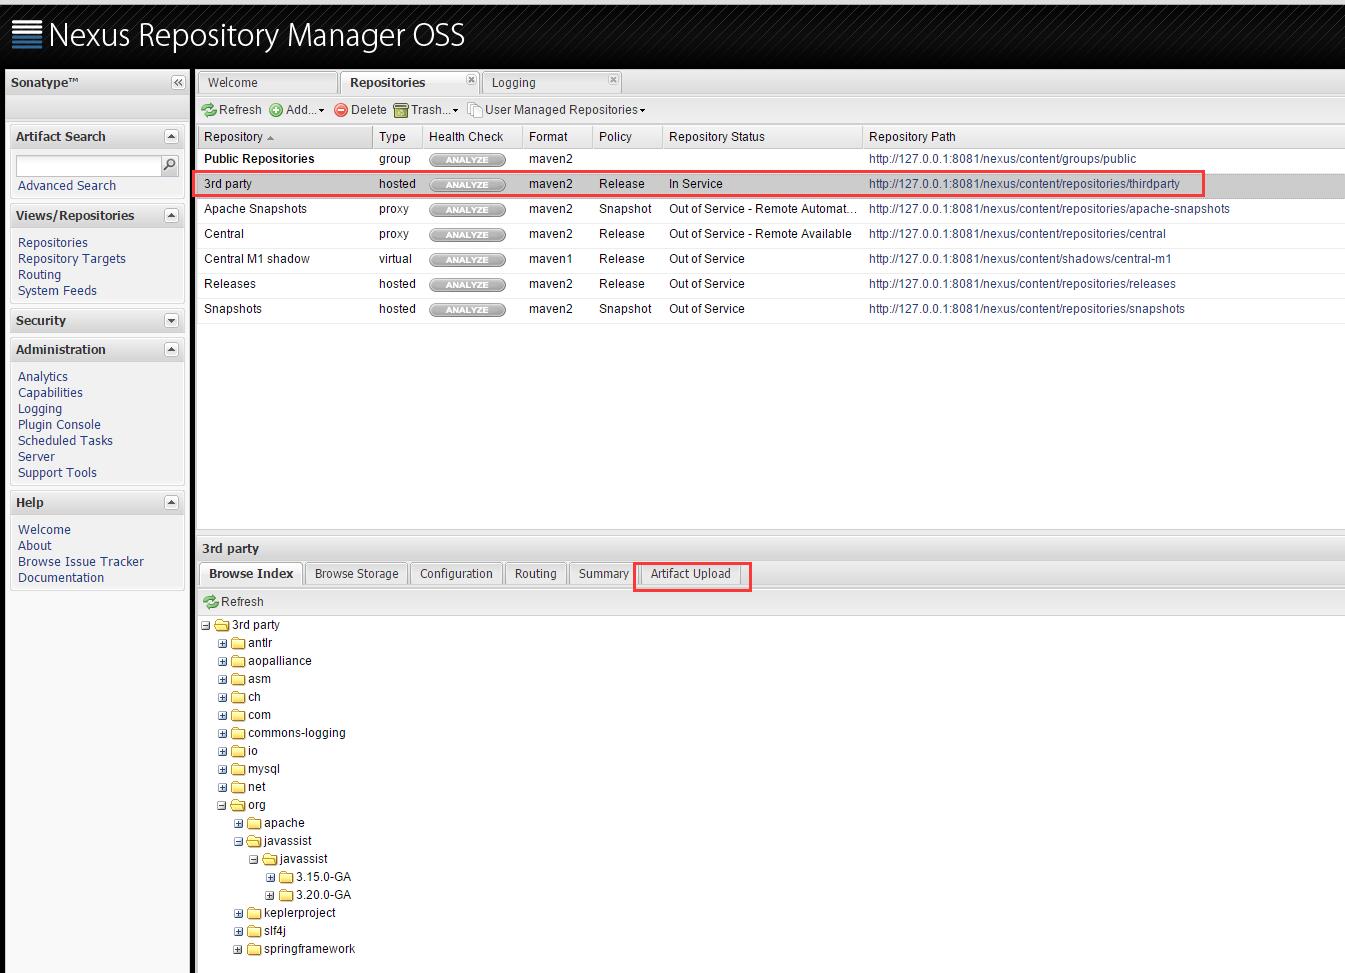 Nexus Repository Manager OSS
Sonatype™
Artifact Search
Advanced Search
Views/Repositories
Repositories
Repository Targets
Routing
System Feeds
Security
Administration
Analytics
Capabilities
Logging
Plugin Console
Scheduled Tasks
Server
Support Tools
Help
Welcome
About
Browse Issue Tracker
Documentation
Welcome Repositories Logging
Refresh Add... Delete Trash... User Managed Repositories
Repository Type Health Check Format Policy Repository Status Repository Path
Public Repositories group ANALYZE maven2 http://127.0.0.1:8081/nexus/content/groups/public
3rd party hosted ANALYZE maven2 Release In Service http://127.0.0.1:8081/nexus/content/repositories/thirdparty
Apache Snapshots proxy ANALYZE maven2 Snapshot Out of Service - Remote Automat... http://127.0.0.1:8081/nexus/content/repositories/apache-snapshots
Central proxy ANALYZE maven2 Release Out of Service - Remote Available http://127.0.0.1:8081/nexus/content/repositories/central
Central M1 shadow virtual ANALYZE maven1 Release Out of Service http://127.0.0.1:8081/nexus/content/shadows/central-m1
Releases hosted ANALYZE maven2 Release Out of Service http://127.0.0.1:8081/nexus/content/repositories/releases
Snapshots hosted ANALYZE maven2 Snapshot Out of Service http://127.0.0.1:8081/nexus/content/repositories/snapshots
3rd party
Browse Index Browse Storage Configuration Routing Summary Artifact Upload
Refresh
3rd party
antlr
aopalliance
asm
ch
com
commons-logging
io
mysql
net
org
apache
javassist
javassist
3.15.0-GA
3.20.0-GA
keplerproject
slf4j
springframework